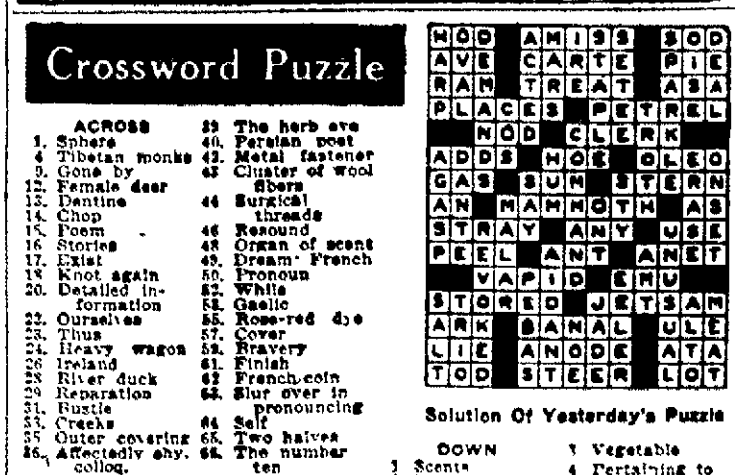 Crossword Puzzle
ACROSS
1. Sphere
4 Tibetan monks
9. Gone by
12. Female deer
13. Dentine
14. Chop
15. Poem
16 Stories
17. Exist
18 Knot again
20. Detailed in-
formation
22. Ourselves
23. Thus
24. Heavy wagon
26 Ireland
28 River duck
29 Reparation
31. Bustle
33. Creeks
35 Outer covering
36. Affectedly shy.
colloq.
39 The herb eve
40. Persian poet
42. Metal fastener
43 Cluster of wool
fibers
44 Surgical
threads
46 Resound
48 Organ of scent
49. Dream: French
50. Pronoun
52. While
53. Gaelic
55. Rose-red dye
57. Cover
59. Bravery
61. Finish
62 French coin
63. Slur over in
pronouncing
64 Self
65. Two halves
66. The number
ten
HOD AMISS SOD
AVE CARTE PIE
RAM TREAT ASA
PLACES PETREL
NOD CLERK
ADDS HOE OLEO
GAS SUM STERN
AN MAMMOTH AS
STRAY ANY USE
PEEL ANT ANET
VAPID EMU
STORED JETSAM
ARK BANAL ULE
LIE ANODE ATA
TOD STEER LOT
Solution Of Yesterday's Puzzle
DOWN
Scents
3 Vegetable
4 Pertaining to